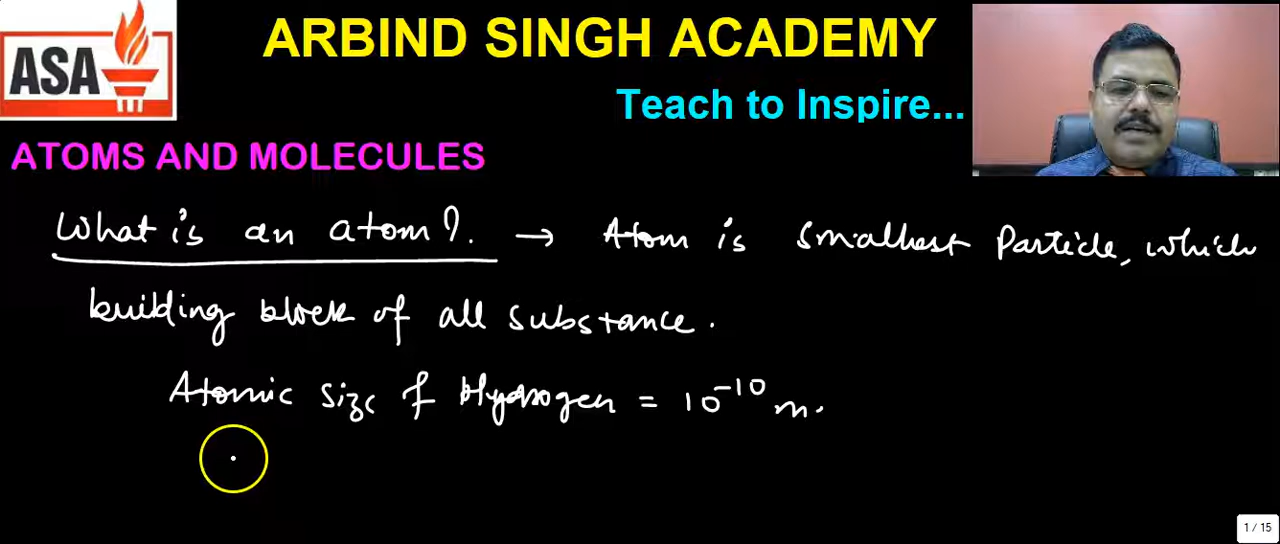 ASA
ARBIND SINGH ACADEMY
Teach to Inspire...
ATOMS AND MOLECULES
What is an atom?. → Atom is smallest Particle, which
building block of all substance.
Atomic size of Hydrogen = 10⁻¹⁰ m.
1 / 15